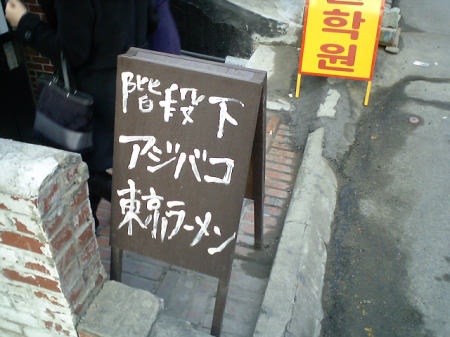 階段下
アジバコ
東京ラーメン
학원